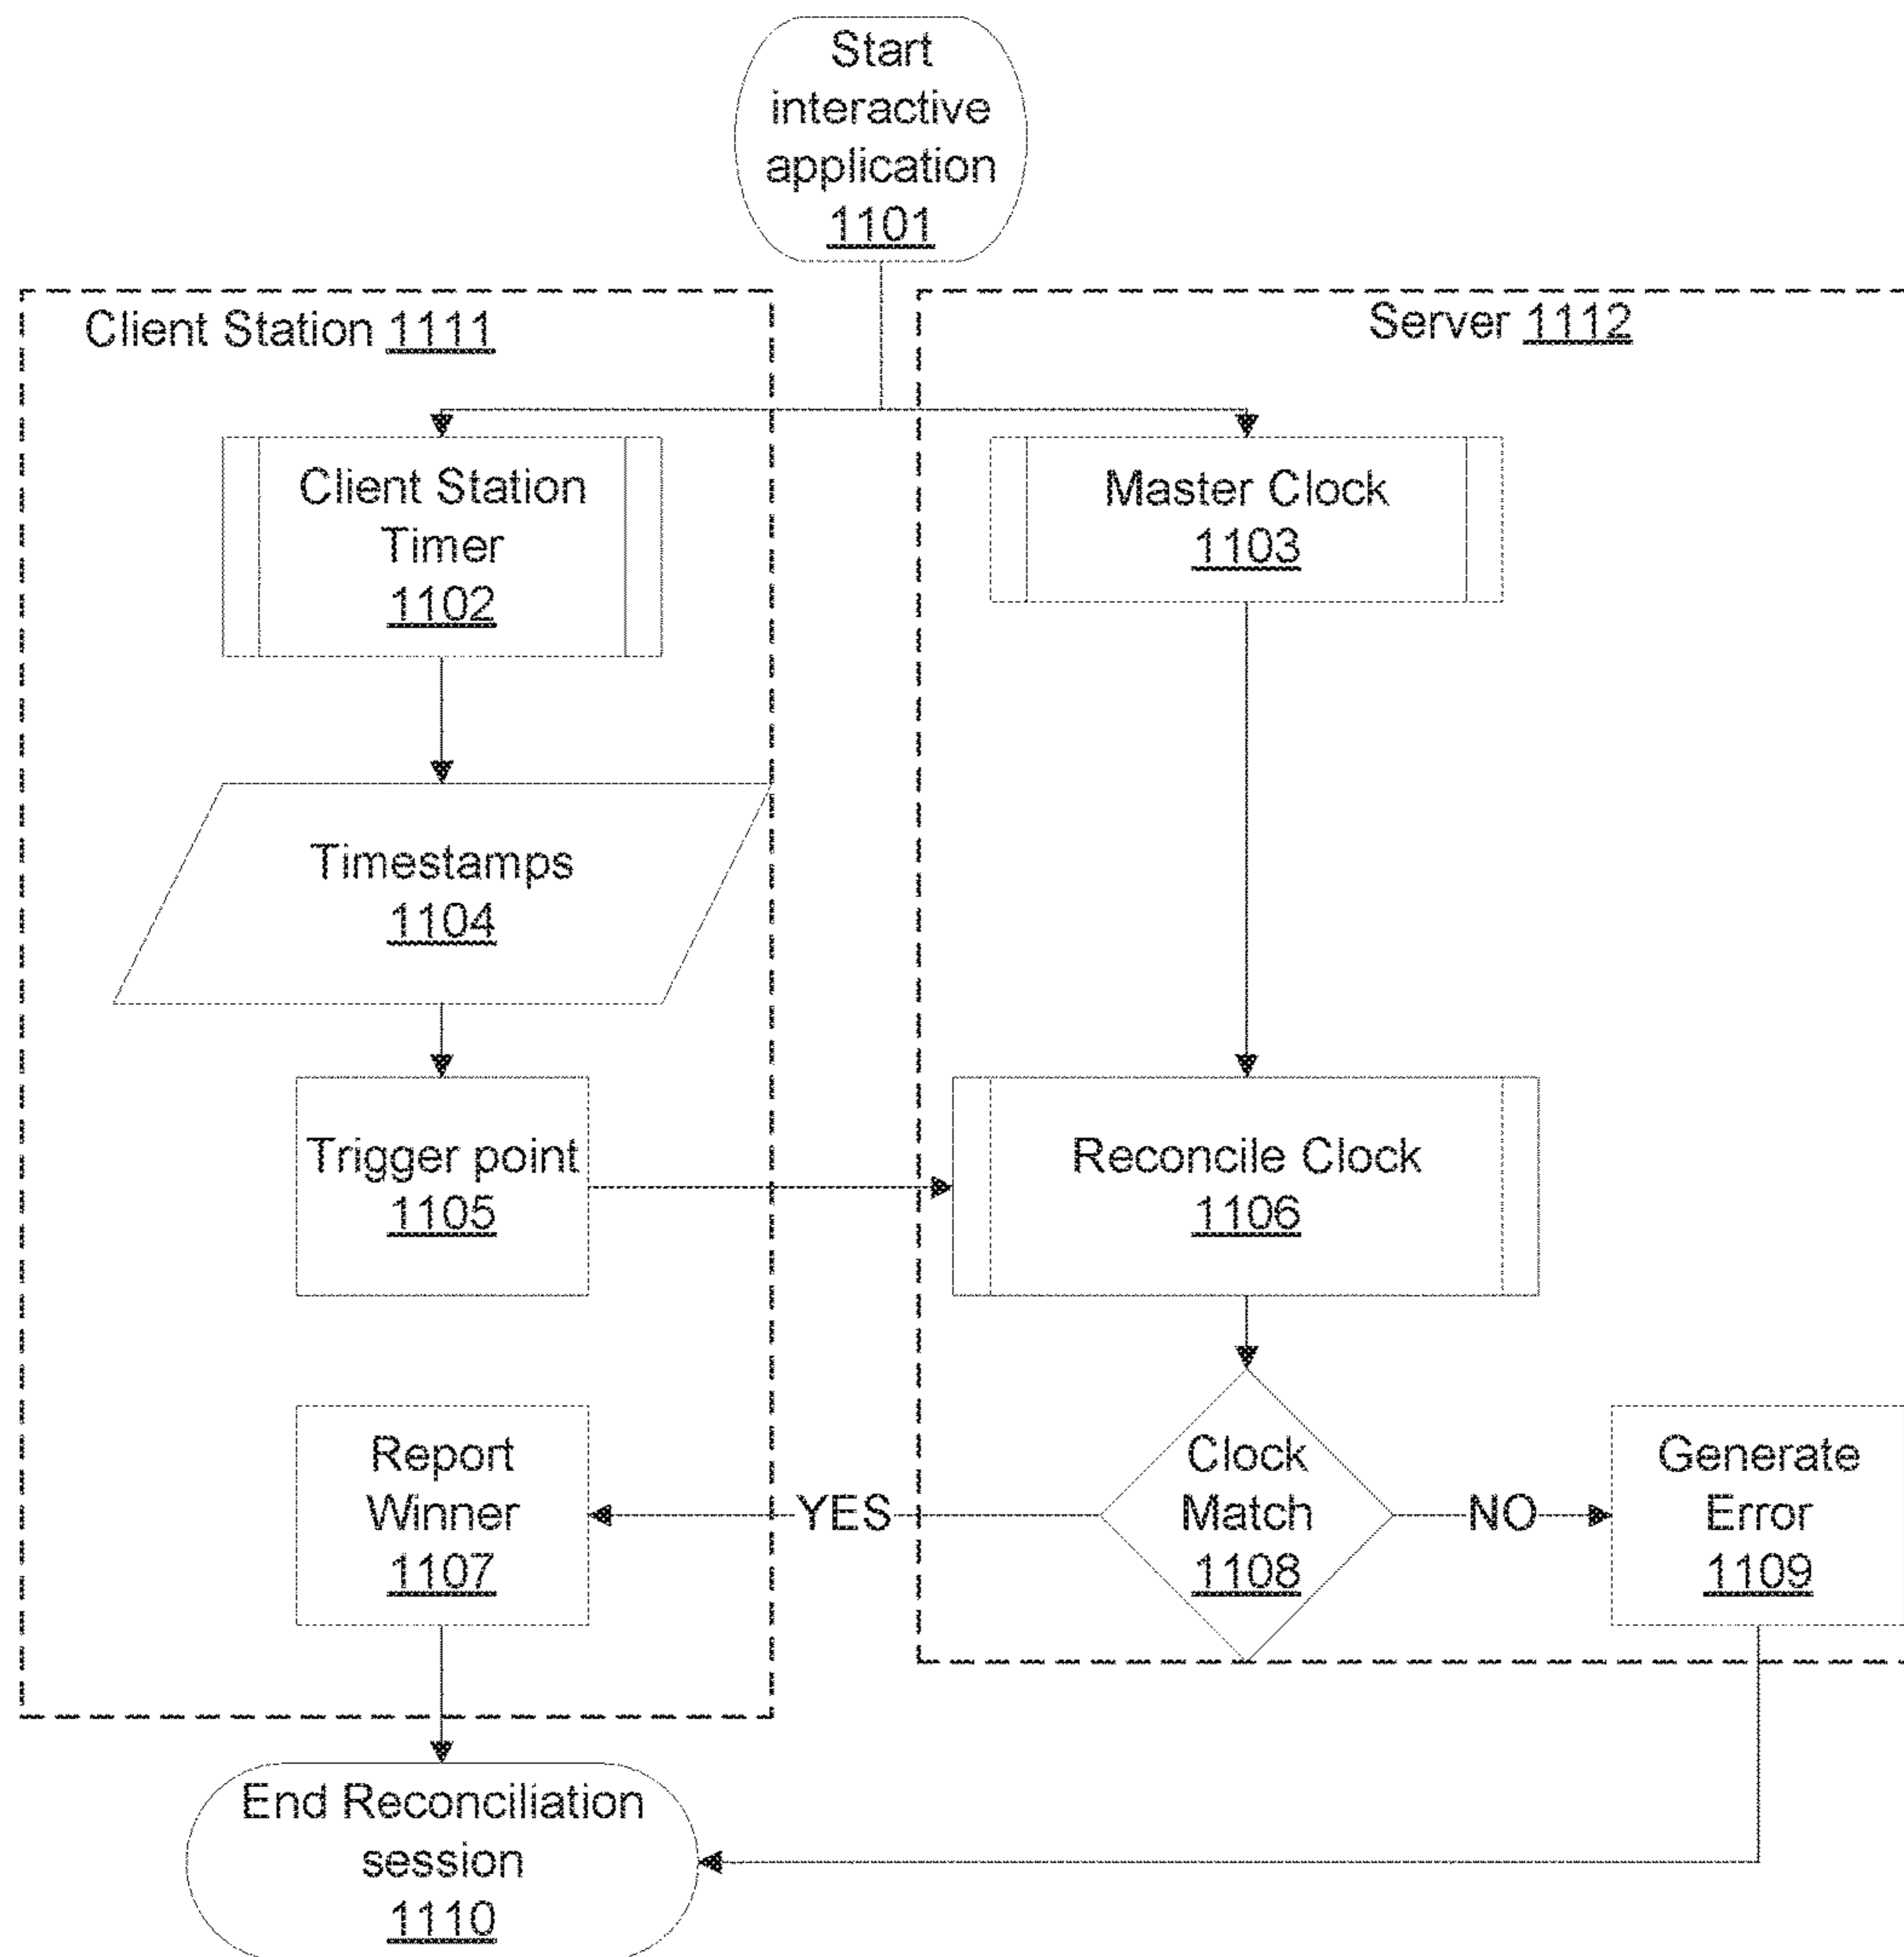 Start
interactive
application
1101
Client Station 1111
Server 1112
Client Station
Timer
1102
Master Clock
1103
Timestamps
1104
Trigger point
1105
Reconcile Clock
1106
Report
Winner
1107
YES
Clock
Match
1108
NO
Generate
Error
1109
End Reconciliation
session
1110